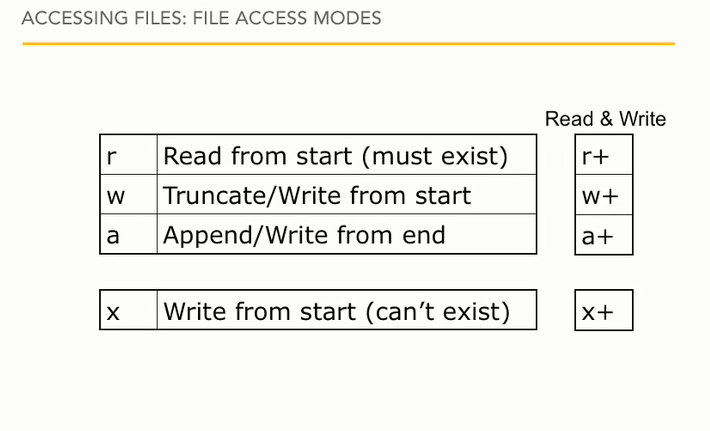 ACCESSING FILES: FILE ACCESS MODES
Read & Write
r Read from start (must exist) r+
w Truncate/Write from start w+
a Append/Write from end a+
x Write from start (can’t exist) x+